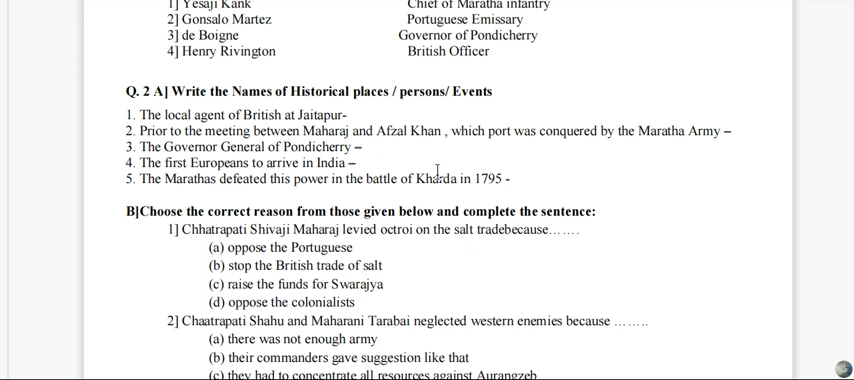 1] Yesaji Kank Chief of Maratha infantry
2] Gonsalo Martez Portuguese Emissary
3] de Boigne Governor of Pondicherry
4] Henry Rivington British Officer
Q. 2 A] Write the Names of Historical places / persons/ Events
1. The local agent of British at Jaitapur-
2. Prior to the meeting between Maharaj and Afzal Khan , which port was conquered by the Maratha Army –
3. The Governor General of Pondicherry –
4. The first Europeans to arrive in India –
5. The Marathas defeated this power in the battle of Kharda in 1795 -
B]Choose the correct reason from those given below and complete the sentence:
1] Chhatrapati Shivaji Maharaj levied octroi on the salt tradebecause…….
(a) oppose the Portuguese
(b) stop the British trade of salt
(c) raise the funds for Swarajya
(d) oppose the colonialists
2] Chaatrapati Shahu and Maharani Tarabai neglected western enemies because ……..
(a) there was not enough army
(b) their commanders gave suggestion like that
(c) they had to concentrate all resources against Aurangzeb